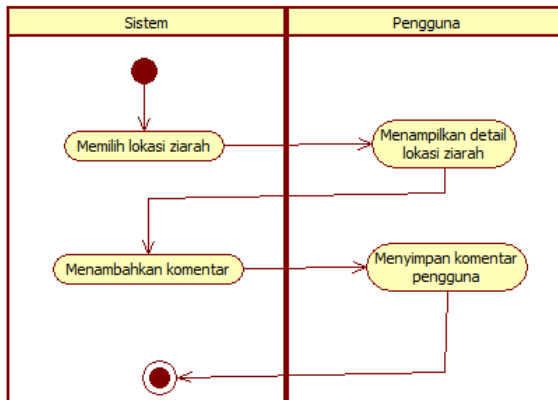 Sistem
Pengguna
Memilih lokasi ziarah
Menampilkan detail
lokasi ziarah
Menambahkan komentar
Menyimpan komentar
pengguna